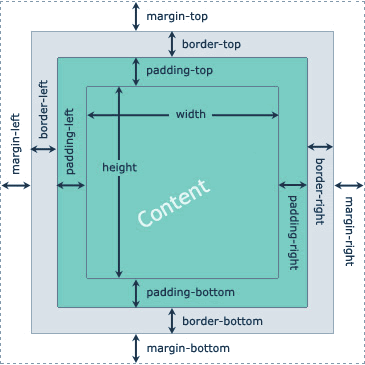 margin-top
border-top
padding-top
width
height
Content
margin-left
border-left
padding-left
padding-right
border-right
margin-right
padding-bottom
border-bottom
margin-bottom